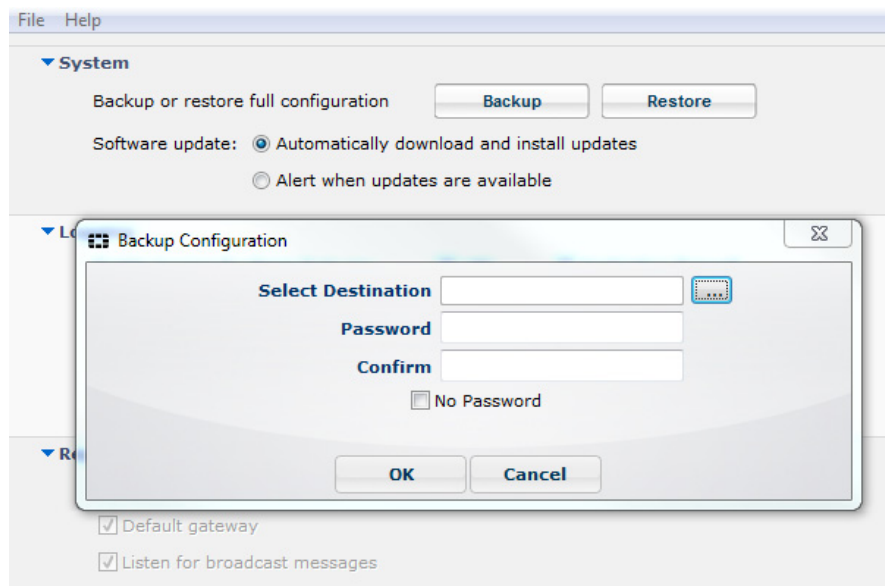 File Help
System
Backup or restore full configuration Backup Restore
Software update: Automatically download and install updates
Alert when updates are available
Backup Configuration
Select Destination ...
Password
Confirm
No Password
OK Cancel
Default gateway
Listen for broadcast messages